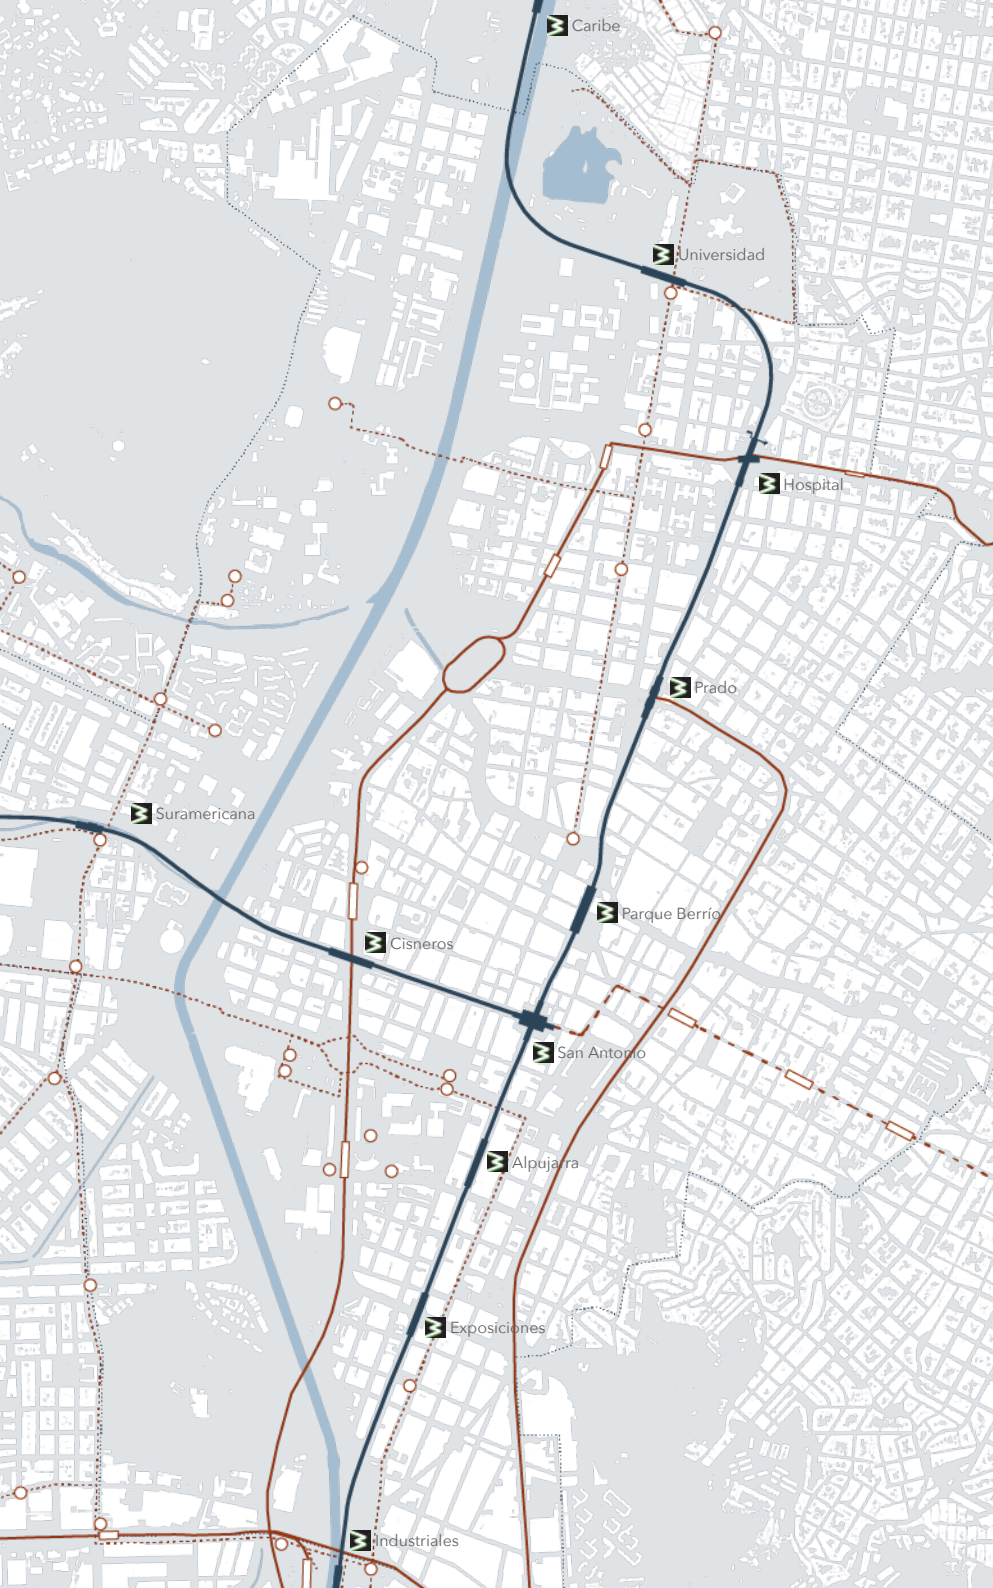 Caribe
Universidad
Hospital
Prado
Suramericana
Parque Berrío
Cisneros
San Antonio
Alpujarra
Exposiciones
Industriales